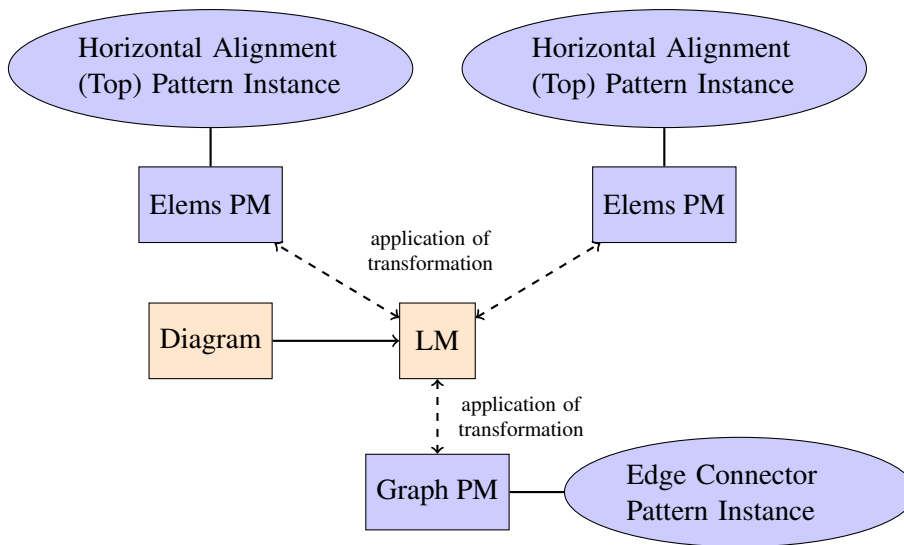 Horizontal Alignment
(Top) Pattern Instance
Horizontal Alignment
(Top) Pattern Instance
Elems PM
Elems PM
application of
transformation
Diagram
LM
application of
transformation
Graph PM
Edge Connector
Pattern Instance